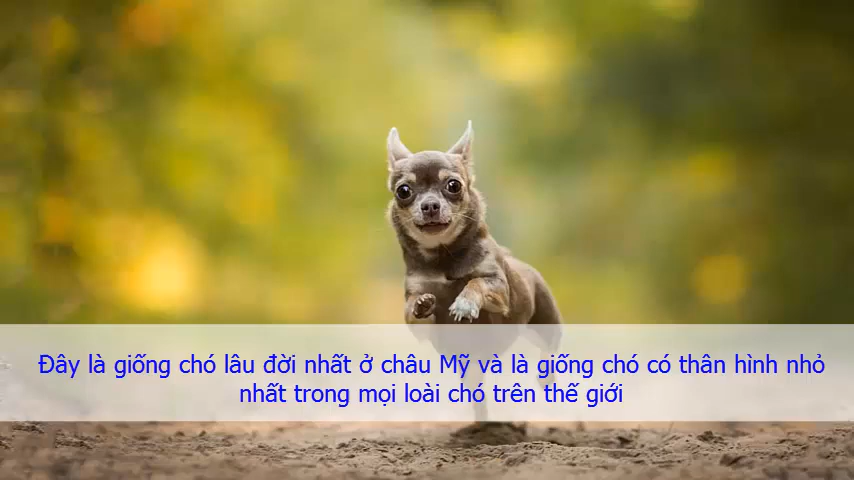 Đây là giống chó lâu đời nhất ở châu Mỹ và là giống chó có thân hình nhỏ
nhất trong mọi loài chó trên thế giới